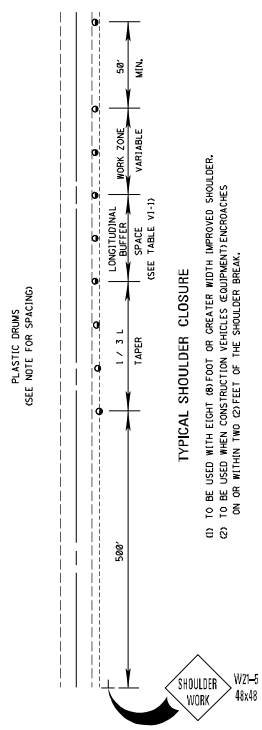 PLASTIC DRUMS
(SEE NOTE FOR SPACING)
50'
MIN.
WORK ZONE
VARIABLE
LONGITUDINAL
BUFFER
SPACE
(SEE TABLE VI-1)
1 / 3 L
TAPER
500'
TYPICAL SHOULDER CLOSURE
(1) TO BE USED WITH EIGHT (8) FOOT OR GREATER WIDTH IMPROVED SHOULDER.
(2) TO BE USED WHEN CONSTRUCTION VEHICLES (EQUIPMENT) ENCROACHES
ON OR WITHIN TWO (2) FEET OF THE SHOULDER BREAK.
SHOULDER
WORK
W21-5
48x48